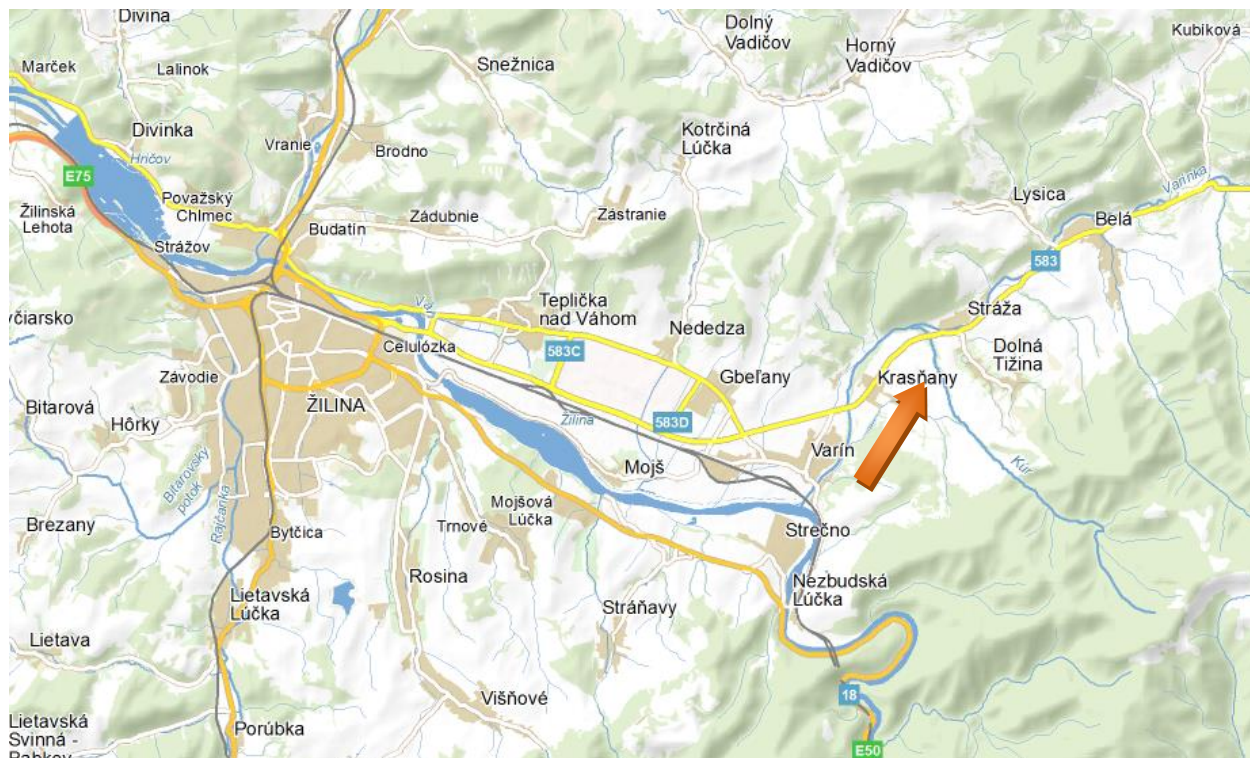 Divina
Dolný
Vadičov
Horný
Vadičov
Kubíková
Marček
Lalinok
Snežnica
Divinka
Hričov
Vranie
Brodno
Kotrčiná
Lúčka
E75
Považský
Chlmec
Varínka
Lysica
Žilinská
Lehota
Budatín
Zádubnie
Zástranie
Belá
Strážov
583
Váh
Teplička
nad Váhom
Nededza
Stráža
Celulózka
583C
Dolná
Tižina
Závodie
Gbeľany
Krasňany
Bitarová
ŽILINA
583D
Žilina
Hôrky
Varín
Mojš
Kur
Bitarovský
potok
Rajčanka
Mojšová
Lúčka
Brezany
Bytčica
Trnové
Strečno
Rosina
Nezbudská
Lúčka
Lietavská
Lúčka
Stráňavy
Lietava
Višňové
18
Lietavská
Svinná -
Porúbka
E50